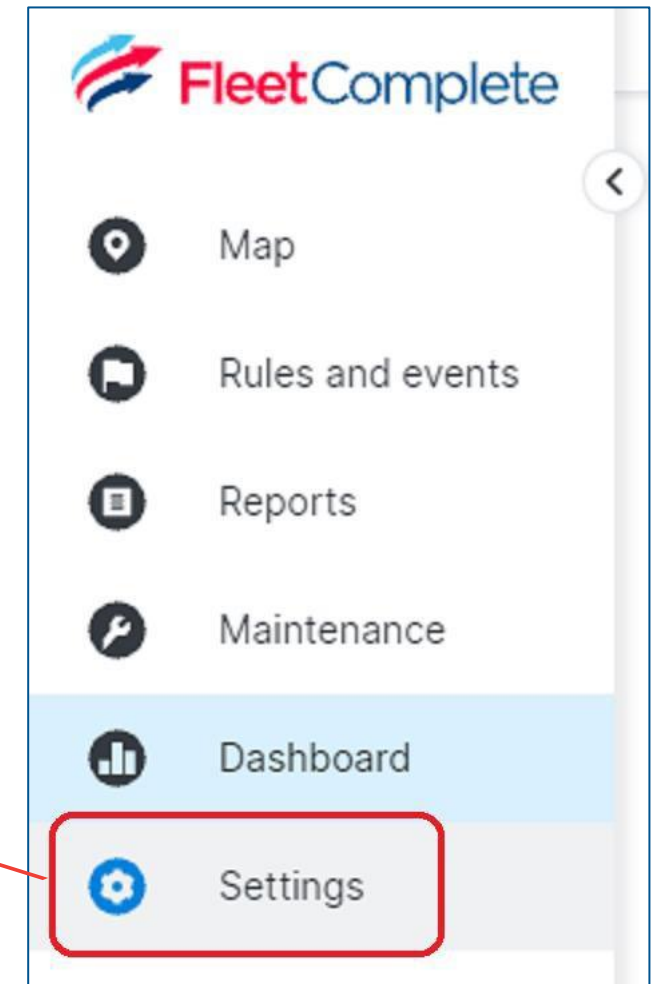 FleetComplete
Map
Rules and events
Reports
Maintenance
Dashboard
Settings